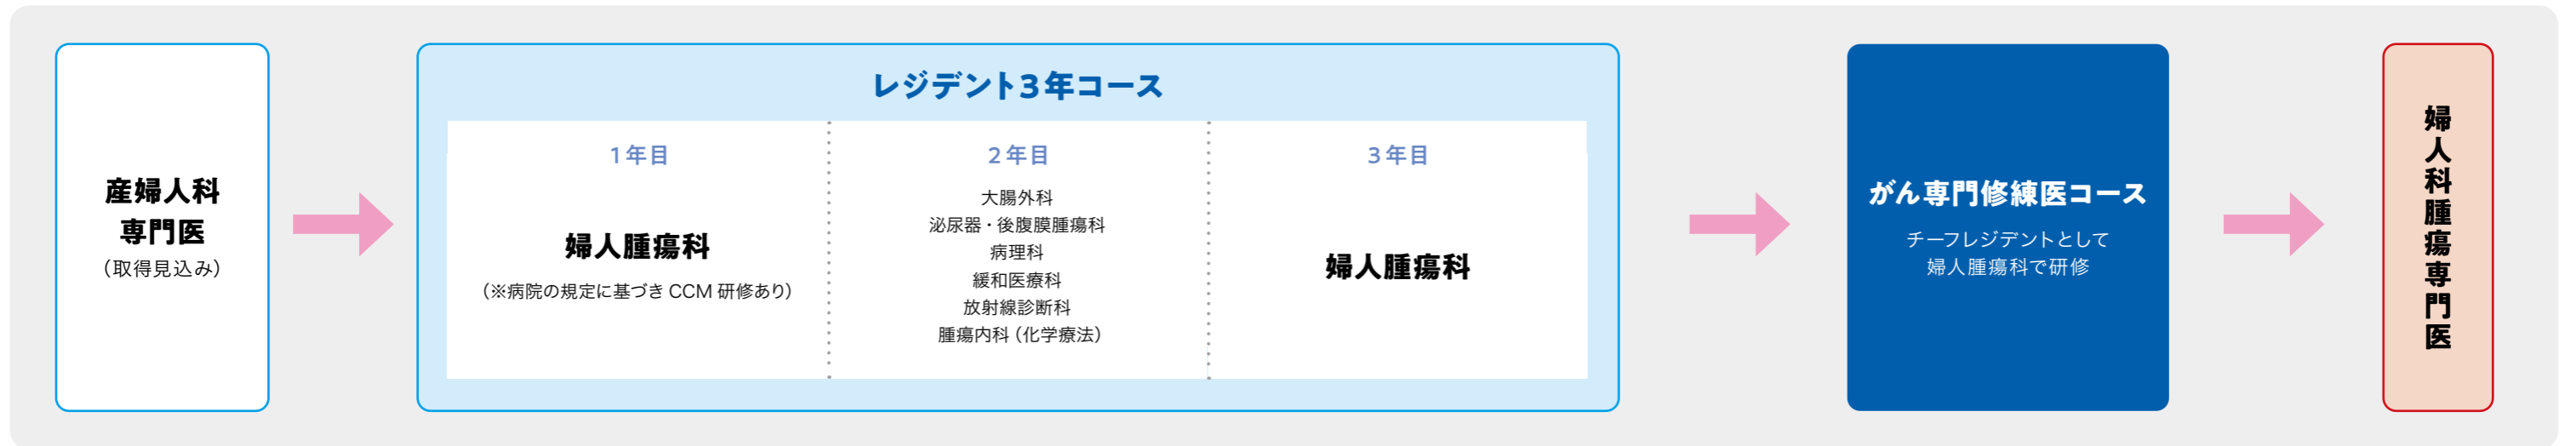 産婦人科
専門医
（取得見込み）
レジデント3年コース
1年目
婦人腫瘍科
（※病院の規定に基づき CCM 研修あり）
2年目
大腸外科
泌尿器・後腹膜腫瘍科
病理科
緩和医療科
放射線診断科
腫瘍内科（化学療法）
3年目
婦人腫瘍科
がん専門修練医コース
チーフレジデントとして
婦人腫瘍科で研修
婦人科腫瘍専門医